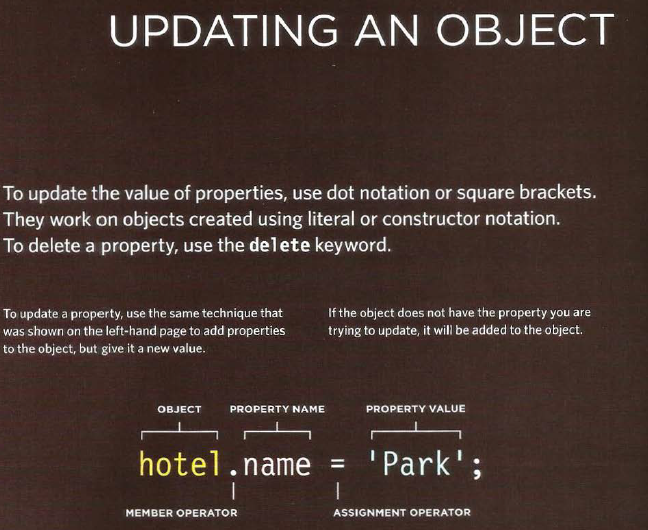 UPDATING AN OBJECT
To update the value of properties, use dot notation or square brackets.
They work on objects created using literal or constructor notation.
To delete a property, use the delete keyword.
To update a property, use the same technique that
was shown on the left-hand page to add properties
to the object, but give it a new value.
If the object does not have the property you are
trying to update, it will be added to the object.
OBJECT PROPERTY NAME PROPERTY VALUE
hotel.name = 'Park';
MEMBER OPERATOR ASSIGNMENT OPERATOR